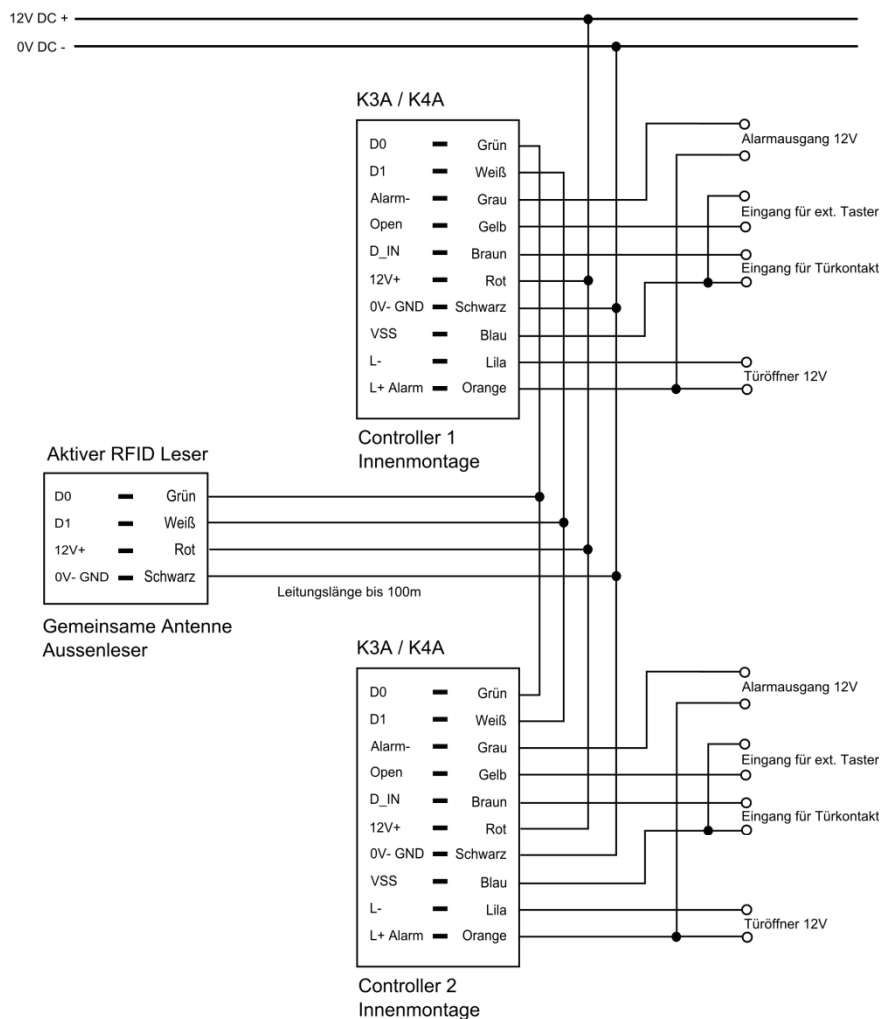 12V DC +
0V DC -
K3A / K4A
D0 Grün
D1 Weiß
Alarm- Grau
Open Gelb
D_IN Braun
12V+ Rot
0V- GND Schwarz
VSS Blau
L- Lila
L+ Alarm Orange
Controller 1
Innenmontage
Alarmausgang 12V
Eingang für ext. Taster
Eingang für Türkontakt
Türöffner 12V
Aktiver RFID Leser
D0 Grün
D1 Weiß
12V+ Rot
0V- GND Schwarz
Leitungslänge bis 100m
Gemeinsame Antenne
Aussenleser
K3A / K4A
D0 Grün
D1 Weiß
Alarm- Grau
Open Gelb
D_IN Braun
12V+ Rot
0V- GND Schwarz
VSS Blau
L- Lila
L+ Alarm Orange
Controller 2
Innenmontage
Alarmausgang 12V
Eingang für ext. Taster
Eingang für Türkontakt
Türöffner 12V